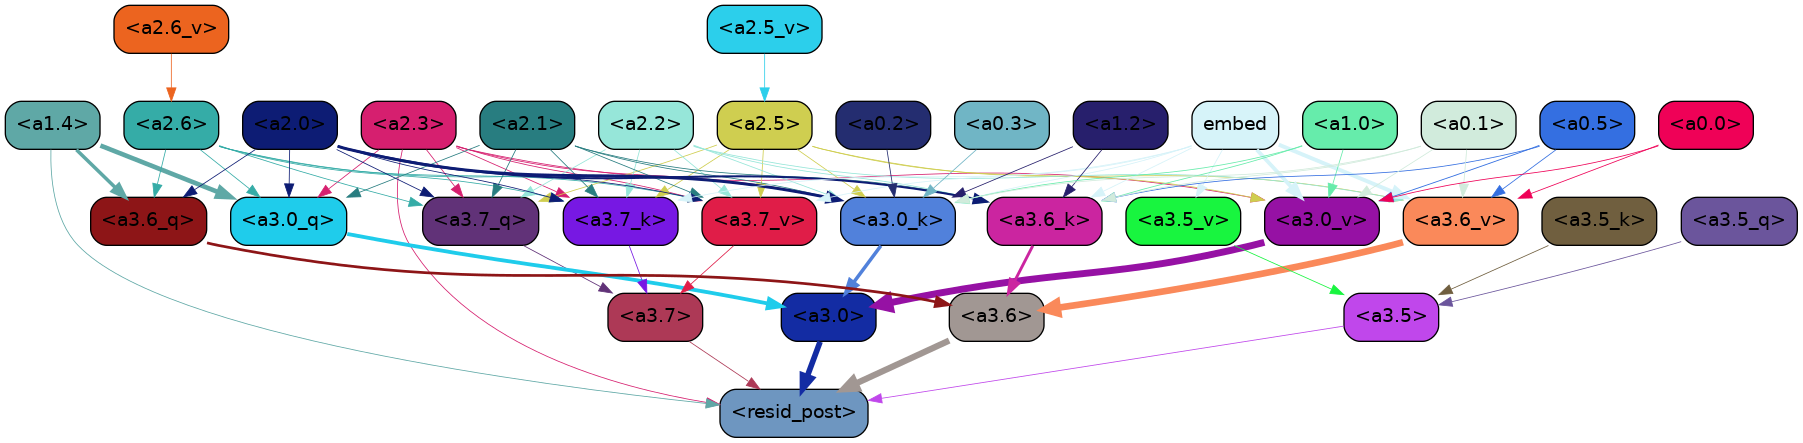 <a2.6_v> <a2.5_v>
<a1.4> <a2.6> <a2.0> <a2.3> <a2.1> <a2.2> <a2.5> <a0.2> <a0.3> <a1.2> embed <a1.0> <a0.1> <a0.5> <a0.0>
<a3.6_q> <a3.0_q> <a3.7_q> <a3.7_k> <a3.7_v> <a3.0_k> <a3.6_k> <a3.5_v> <a3.0_v> <a3.6_v> <a3.5_k> <a3.5_q>
<a3.7> <a3.0> <a3.6> <a3.5>
<resid_post>